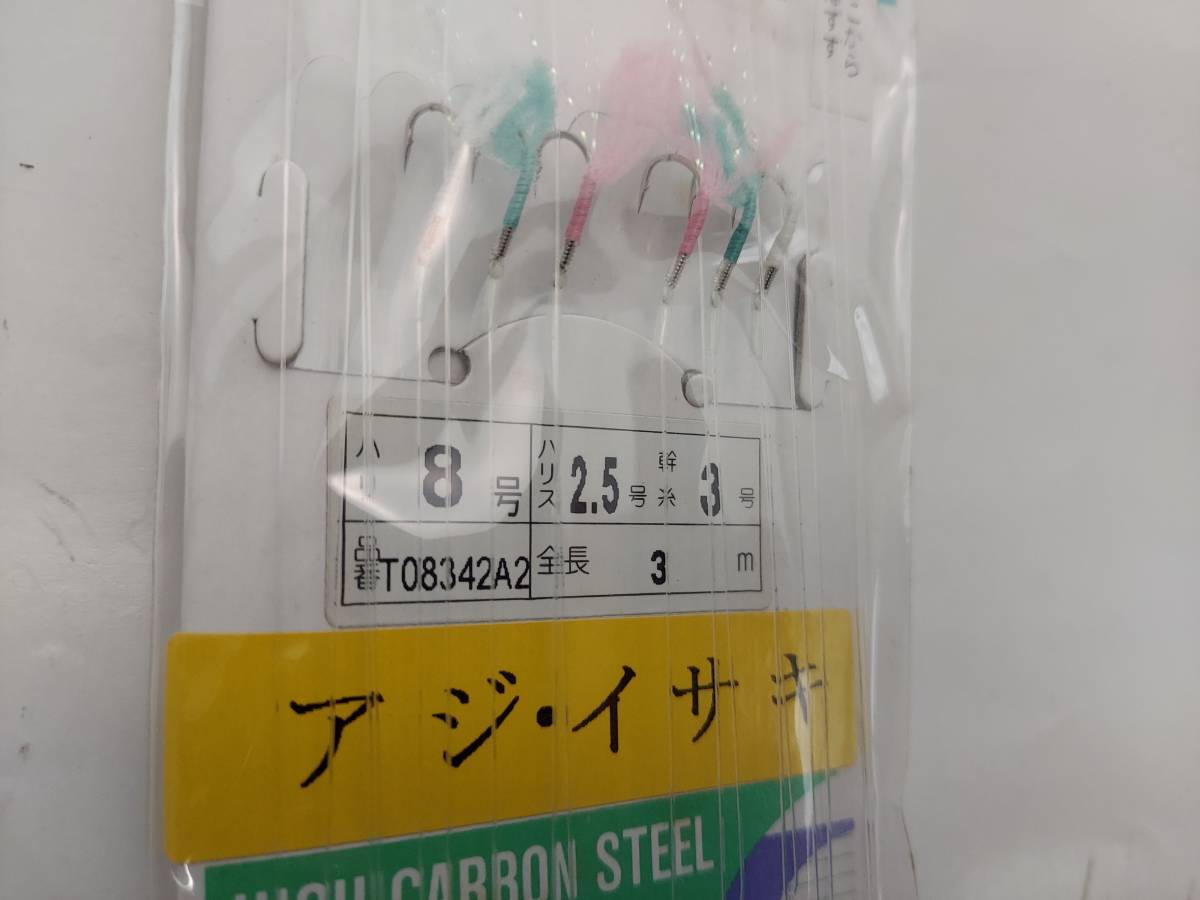 ハリ 8 号 ハリス 2.5 号 幹糸 3 号
品番 T08342A2 全長 3 m
アジ・イサキ
HIGH CARBON STEEL